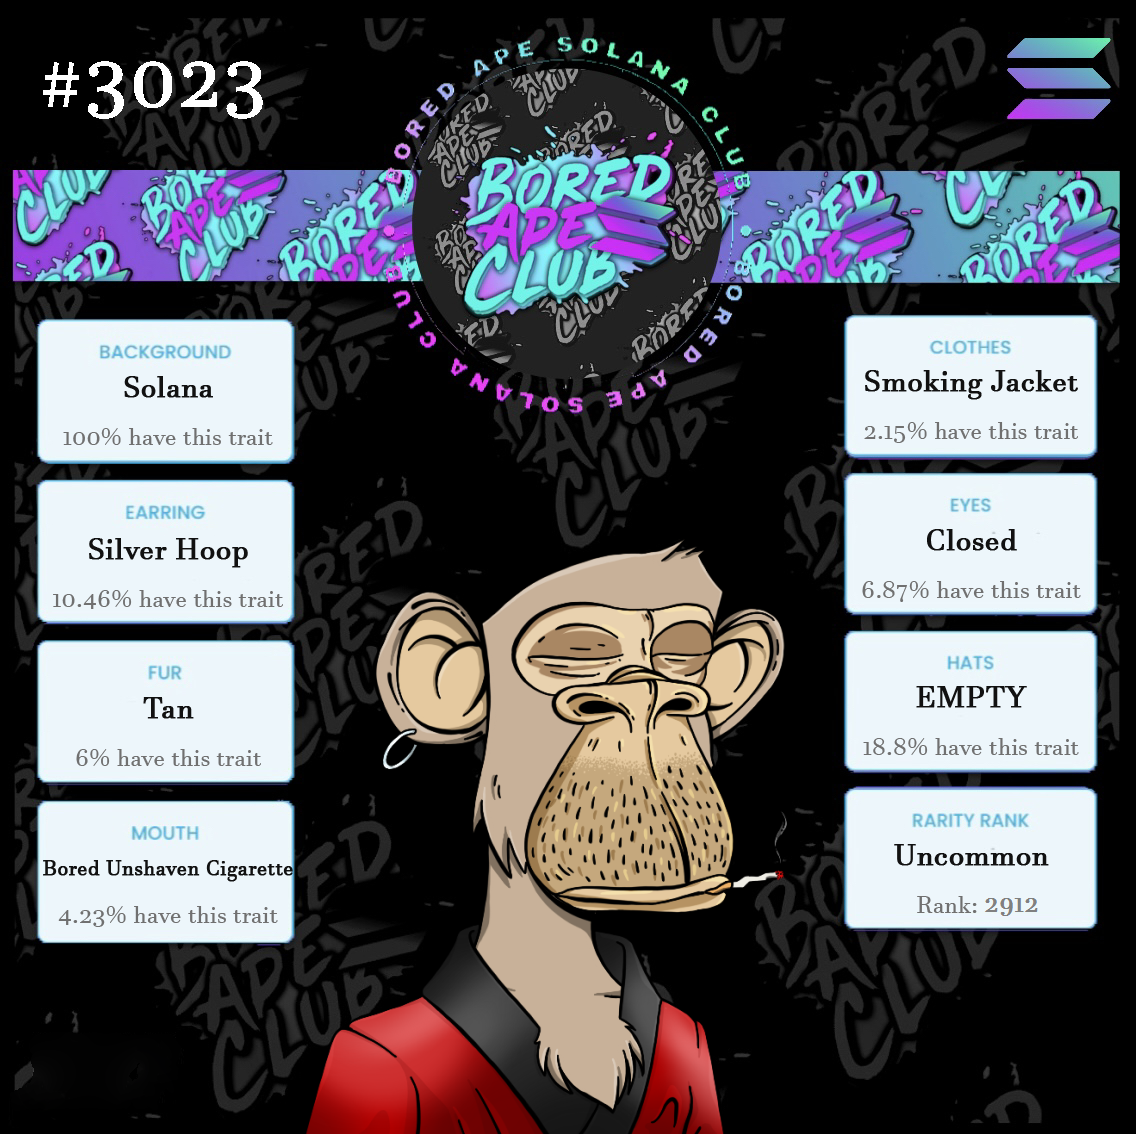 #3023
BORED APE SOLANA CLUB
BORED APE SOLANA CLUB
BORED
APE
CLUB
BACKGROUND
Solana
100% have this trait
EARRING
Silver Hoop
10.46% have this trait
FUR
Tan
6% have this trait
MOUTH
Bored Unshaven Cigarette
4.23% have this trait
CLOTHES
Smoking Jacket
2.15% have this trait
EYES
Closed
6.87% have this trait
HATS
EMPTY
18.8% have this trait
RARITY RANK
Uncommon
Rank: 2912